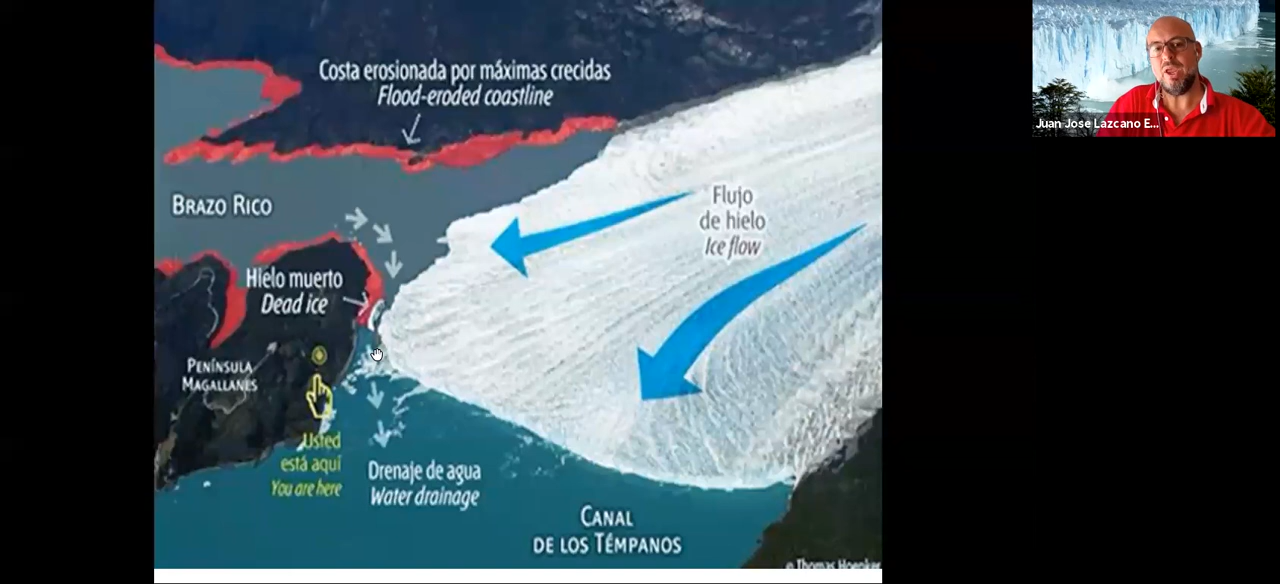 Costa erosionada por máximas crecidas
Flood-eroded coastline
BRAZO RICO
Flujo
de hielo
Ice flow
Hielo muerto
Dead ice
PENÍNSULA
MAGALLANES
Usted
está aquí
You are here
Drenaje de agua
Water drainage
CANAL
DE LOS TÉMPANOS
© Thomas Hoepker
Juan Jose Lazcano E...